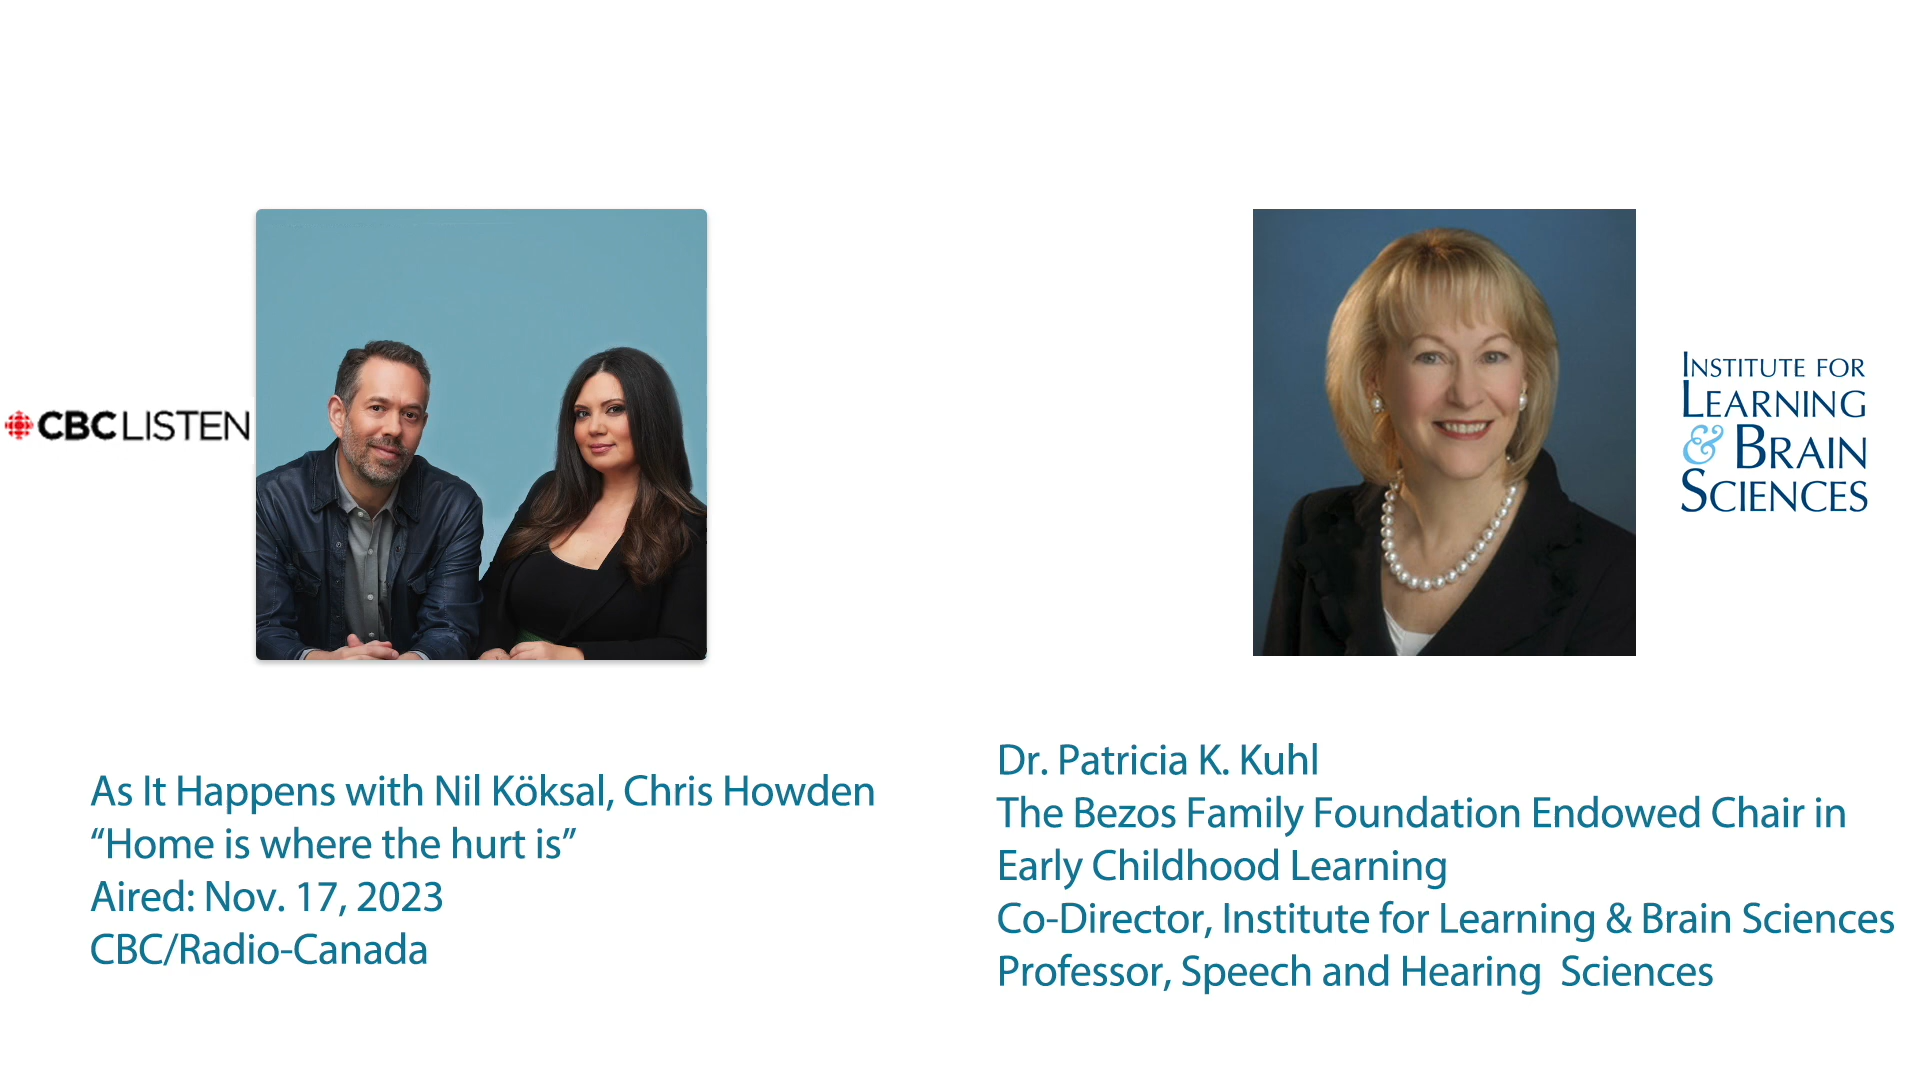 CBC LISTEN
As It Happens with Nil Köksal, Chris Howden
“Home is where the hurt is”
Aired: Nov. 17, 2023
CBC/Radio-Canada
INSTITUTE FOR
LEARNING
& BRAIN
SCIENCES
Dr. Patricia K. Kuhl
The Bezos Family Foundation Endowed Chair in
Early Childhood Learning
Co-Director, Institute for Learning & Brain Sciences
Professor, Speech and Hearing  Sciences